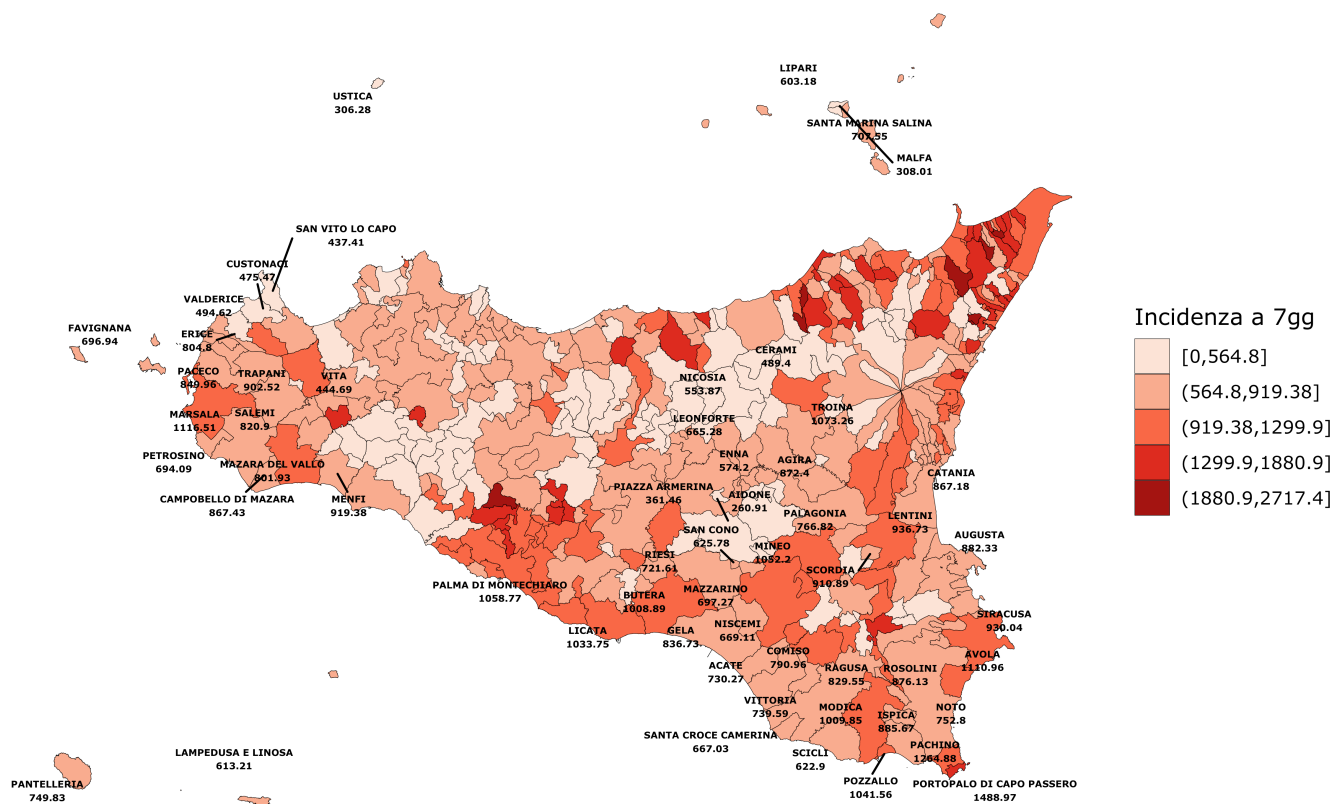 LIPARI
603.18
USTICA
306.28
SANTA MARINA SALINA
707.55
MALFA
308.01
SAN VITO LO CAPO
437.41
CUSTONACI
475.47
VALDERICE
494.62
FAVIGNANA
696.94
ERICE
804.8
Incidenza a 7gg
[0,564.8]
(564.8,919.38]
(919.38,1299.9]
(1299.9,1880.9]
(1880.9,2717.4]
CERAMI
489.4
PACECO
849.96
TRAPANI
902.52
VITA
444.69
NICOSIA
553.87
MARSALA
1116.51
SALEMI
820.9
LEONFORTE
665.28
TROINA
1073.26
PETROSINO
694.09
MAZARA DEL VALLO
801.93
ENNA
574.2
AGIRA
872.4
CATANIA
867.18
CAMPOBELLO DI MAZARA
867.43
MENFI
919.38
PIAZZA ARMERINA
361.46
AIDONE
260.91
PALAGONIA
766.82
LENTINI
936.73
SAN CONO
625.78
AUGUSTA
882.33
MINEO
1052.2
RIESI
721.61
SCORDIA
910.89
PALMA DI MONTECHIARO
1058.77
BUTERA
1008.89
MAZZARINO
697.27
SIRACUSA
930.04
LICATA
1033.75
GELA
836.73
NISCEMI
669.11
COMISO
790.96
AVOLA
1110.96
ACATE
730.27
RAGUSA
829.55
ROSOLINI
876.13
VITTORIA
739.59
MODICA
1009.85
ISPICA
885.67
NOTO
752.8
SANTA CROCE CAMERINA
667.03
SCICLI
622.9
PACHINO
1264.88
LAMPEDUSA E LINOSA
613.21
PANTELLERIA
749.83
POZZALLO
1041.56
PORTOPALO DI CAPO PASSERO
1488.97